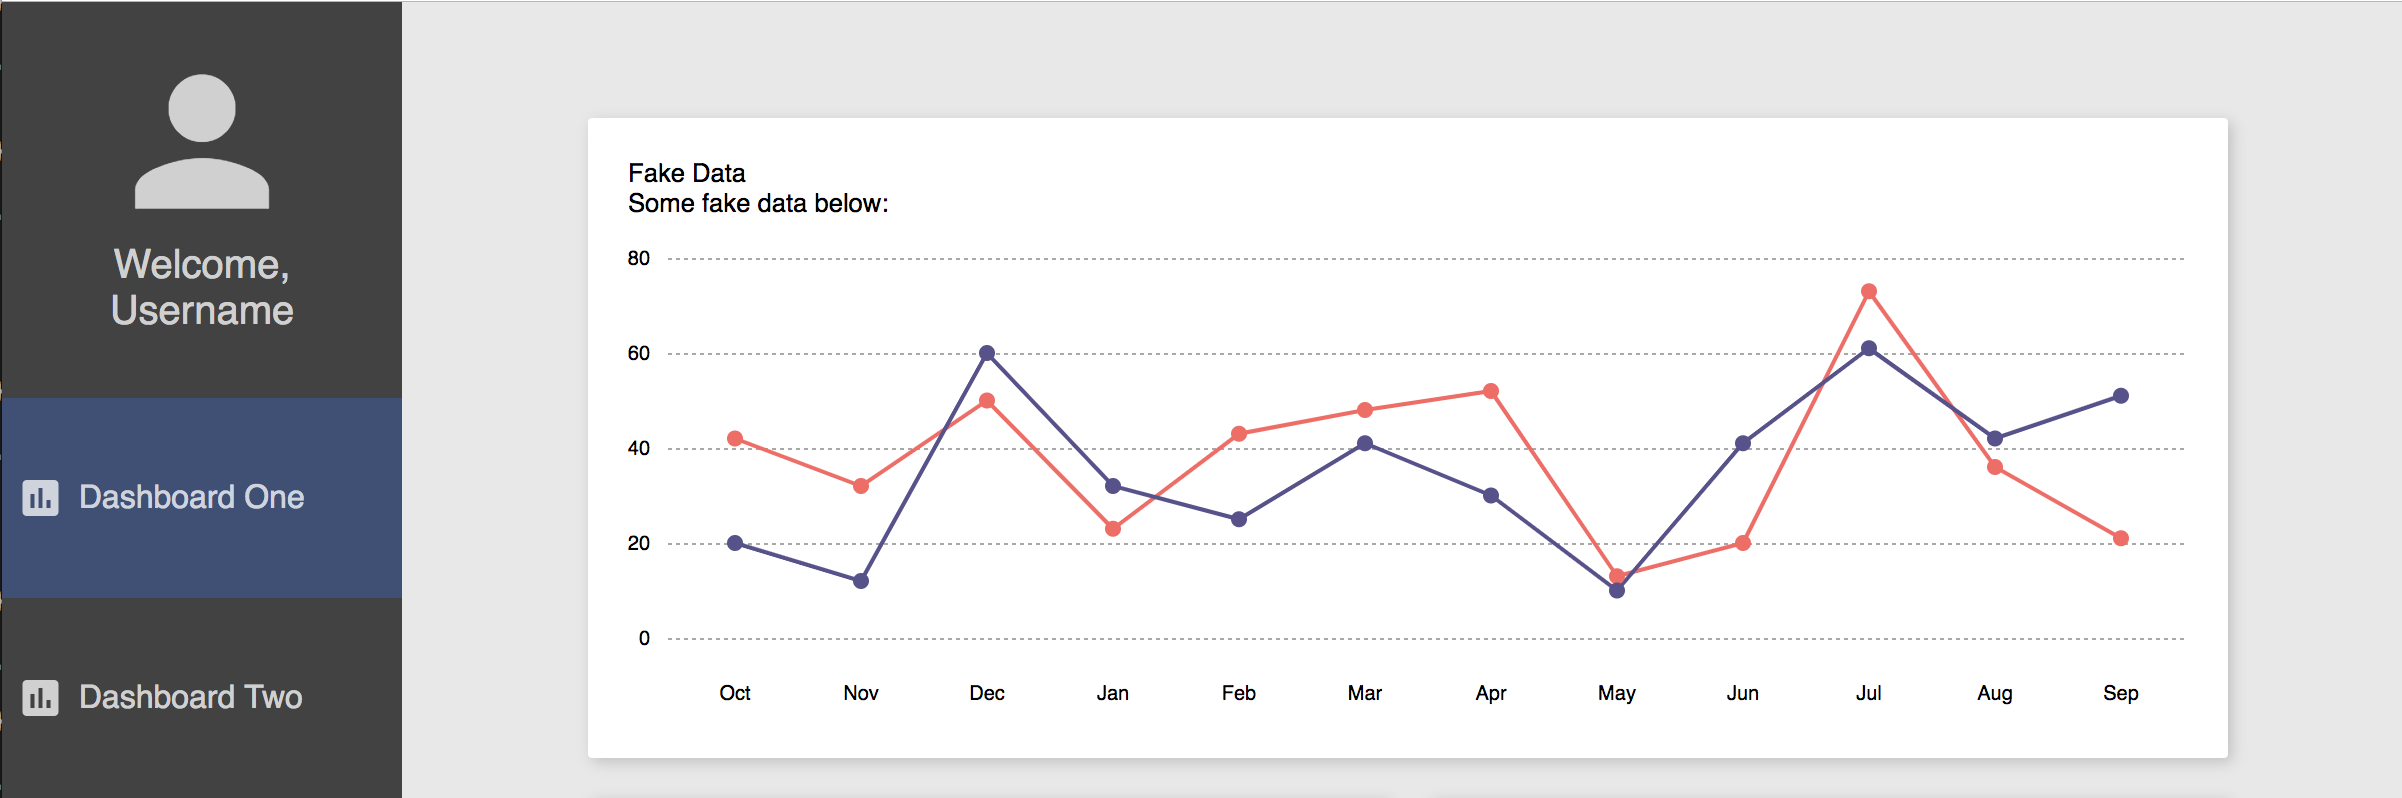 Welcome,
Username
Dashboard One
Dashboard Two
Fake Data
Some fake data below:
80
60
40
20
0
Oct Nov Dec Jan Feb Mar Apr May Jun Jul Aug Sep